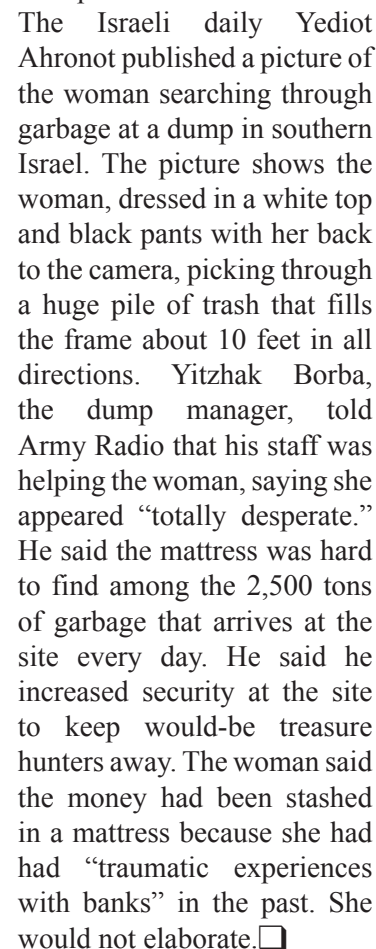 The Israeli daily Yediot
Ahronot published a picture of
the woman searching through
garbage at a dump in southern
Israel. The picture shows the
woman, dressed in a white top
and black pants with her back
to the camera, picking through
a huge pile of trash that fills
the frame about 10 feet in all
directions. Yitzhak Borba,
the dump manager, told
Army Radio that his staff was
helping the woman, saying she
appeared “totally desperate.”
He said the mattress was hard
to find among the 2,500 tons
of garbage that arrives at the
site every day. He said he
increased security at the site
to keep would-be treasure
hunters away. The woman said
the money had been stashed
in a mattress because she had
had “traumatic experiences
with banks” in the past. She
would not elaborate.❑